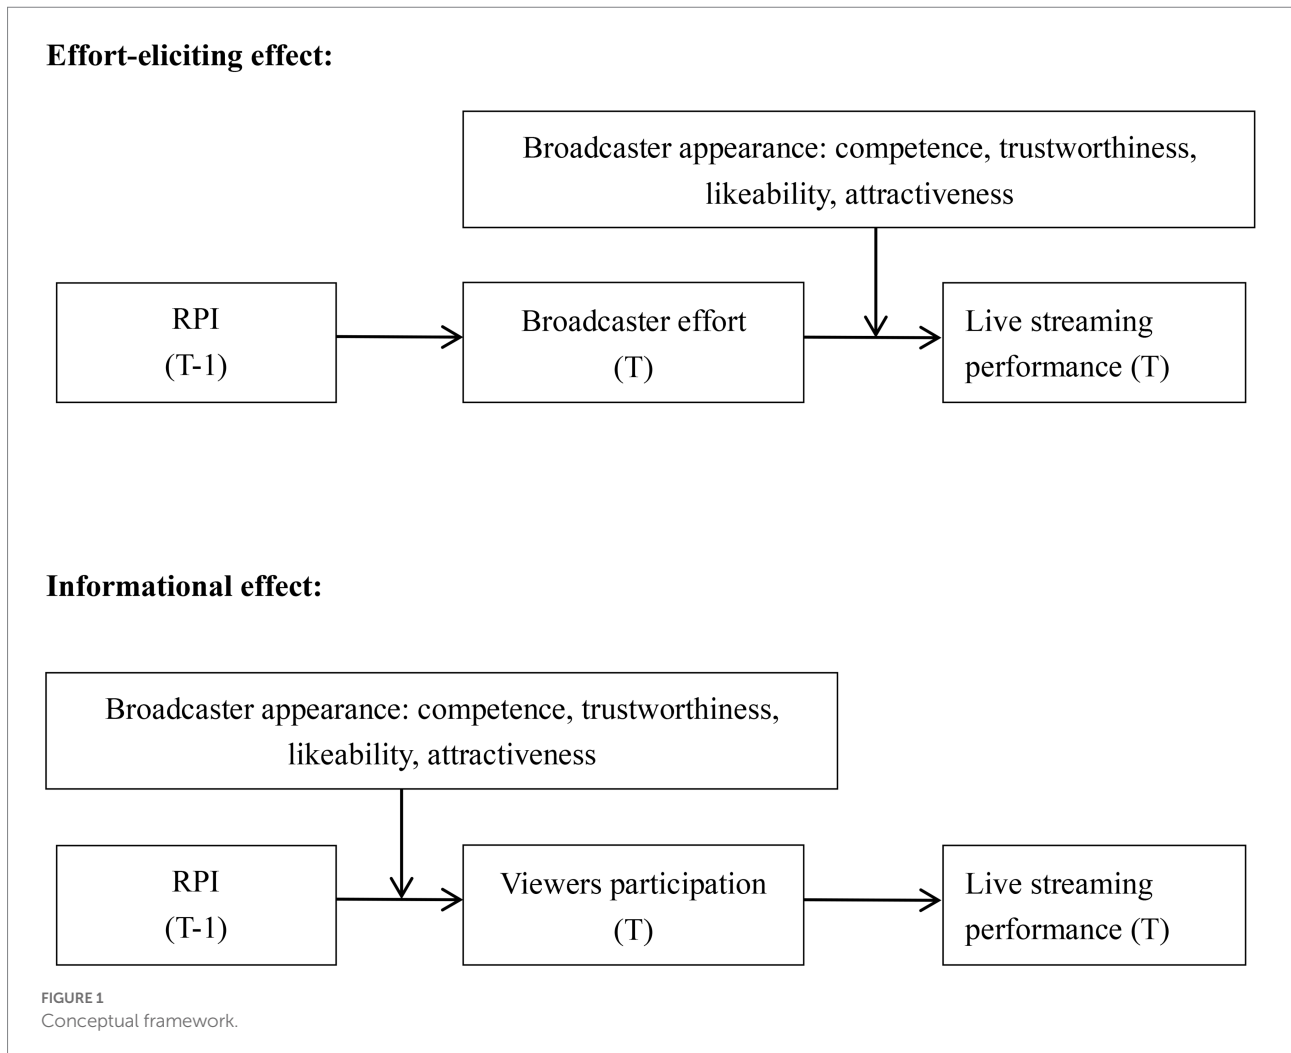 Effort-eliciting effect:
Broadcaster appearance: competence, trustworthiness,
likeability, attractiveness
RPI
(T-1)
Broadcaster effort
(T)
Live streaming
performance (T)
Informational effect:
Broadcaster appearance: competence, trustworthiness,
likeability, attractiveness
RPI
(T-1)
Viewers participation
(T)
Live streaming
performance (T)
FIGURE 1
Conceptual framework.